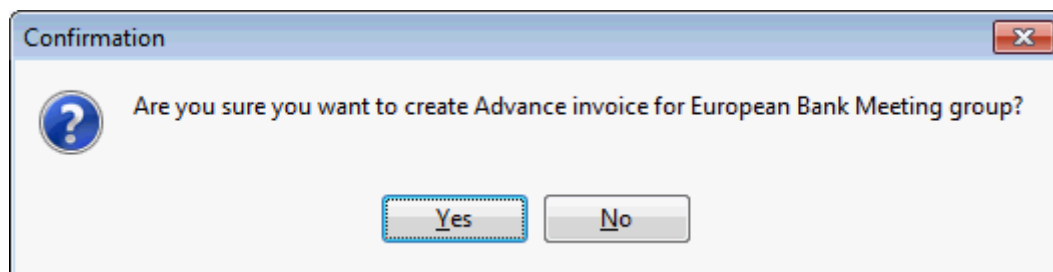 Confirmation
Are you sure you want to create Advance invoice for European Bank Meeting group?
Yes
No